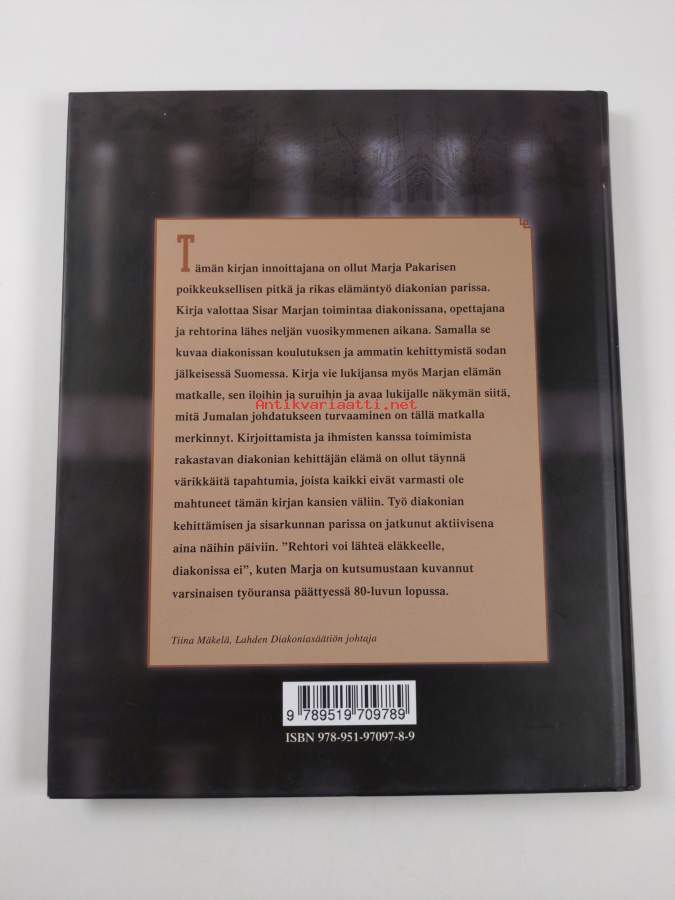 Tämän kirjan innoittajana on ollut Marja Pakarisen
poikkeuksellisen pitkä ja rikas elämäntyö diakonian parissa.
Kirja valottaa Sisar Marjan toimintaa diakonissana, opettajana
ja rehtorina lähes neljän vuosikymmenen aikana. Samalla se
kuvaa diakonissan koulutuksen ja ammatin kehittymistä sodan
jälkeisessä Suomessa. Kirja vie lukijansa myös Marjan elämän
matkalle, sen iloihin ja suruihin ja avaa lukijalle näkymän siitä,
Antikvariaatti.net
mitä Jumalan johdatukseen turvaaminen on tällä matkalla
merkinnyt. Kirjoittamista ja ihmisten kanssa toimimista
rakastavan diakonian kehittäjän elämä on ollut täynnä
värikkäitä tapahtumia, joista kaikki eivät varmasti ole
mahtuneet tämän kirjan kansien väliin. Työ diakonian
kehittämisen ja sisarkunnan parissa on jatkunut aktiivisena
aina näihin päiviin. ”Rehtori voi lähteä eläkkeelle,
diakonissa ei”, kuten Marja on kutsumustaan kuvannut
varsinaisen työuransa päättyessä 80-luvun lopussa.
Tiina Mäkelä, Lahden Diakoniasäätiön johtaja
9 789519 709789
ISBN 978-951-97097-8-9